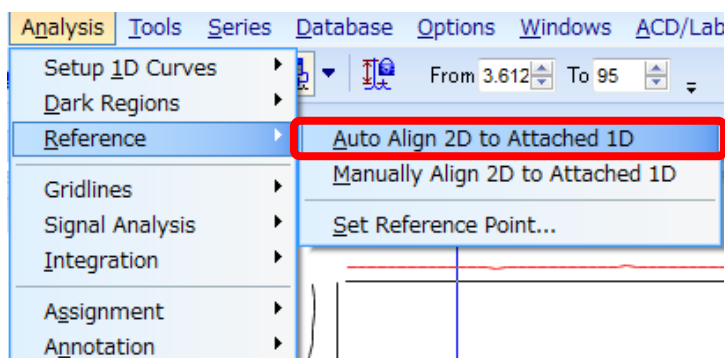 Analysis Tools Series Database Options Windows ACD/Lab
Setup 1D Curves
From 3.612 To 95
Dark Regions
Reference
Auto Align 2D to Attached 1D
Manually Align 2D to Attached 1D
Gridlines
Signal Analysis
Set Reference Point...
Integration
Assignment
Annotation